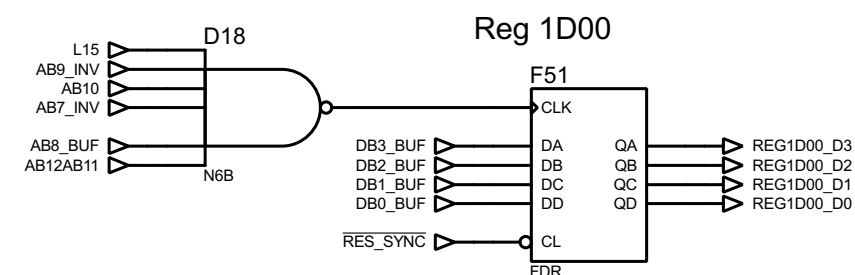 Reg 1D00
D18
L15
AB9_INV
AB10
AB7_INV
AB8_BUF
AB12AB11
N6B
F51
CLK
DB3_BUF DA QA REG1D00_D3
DB2_BUF DB QB REG1D00_D2
DB1_BUF DC QC REG1D00_D1
DB0_BUF DD QD REG1D00_D0
RES_SYNC CL
FDR